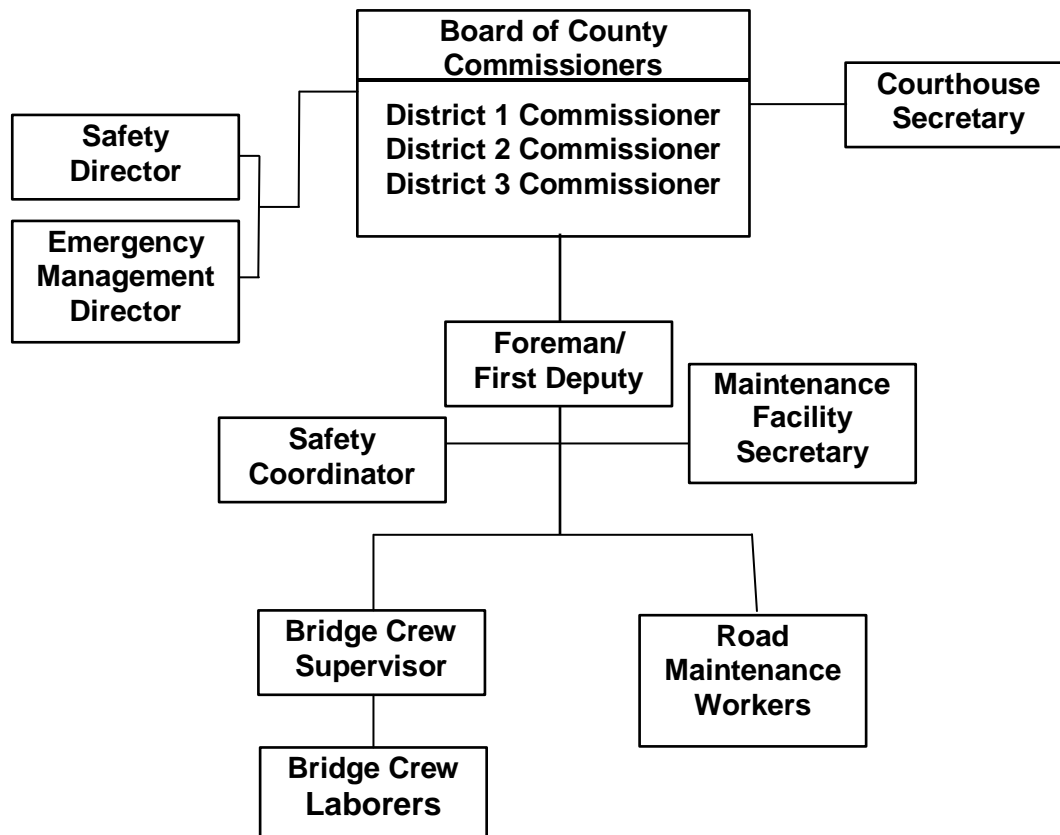 Board of County
Commissioners
District 1 Commissioner
District 2 Commissioner
District 3 Commissioner
Courthouse
Secretary
Safety
Director
Emergency
Management
Director
Foreman/
First Deputy
Maintenance
Facility
Secretary
Safety
Coordinator
Bridge Crew
Supervisor
Road
Maintenance
Workers
Bridge Crew
Laborers